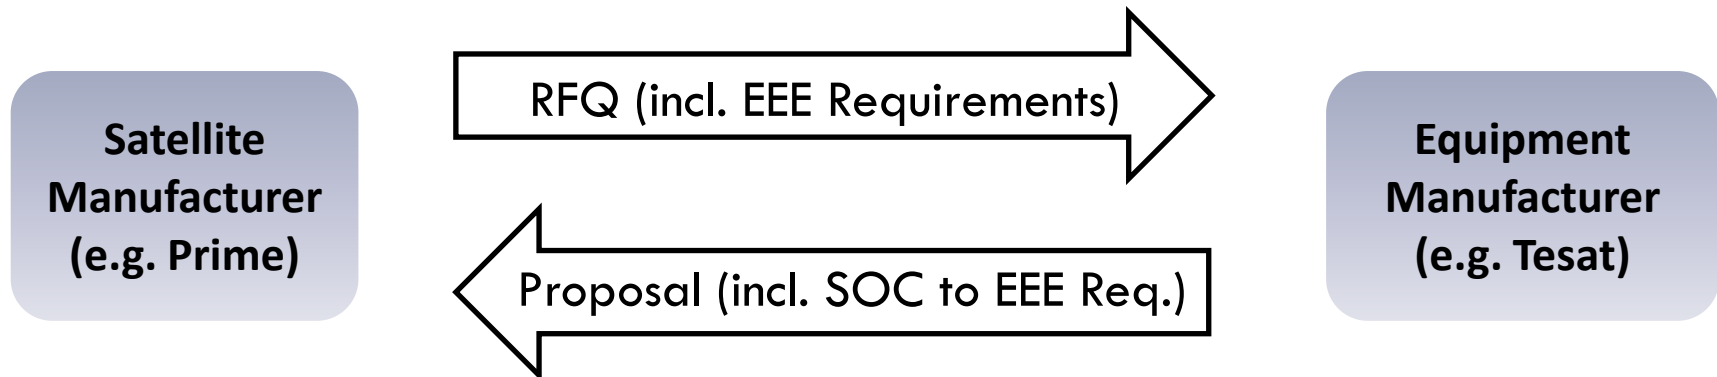 Satellite
Manufacturer
(e.g. Prime)
RFQ (incl. EEE Requirements)
Proposal (incl. SOC to EEE Req.)
Equipment
Manufacturer
(e.g. Tesat)